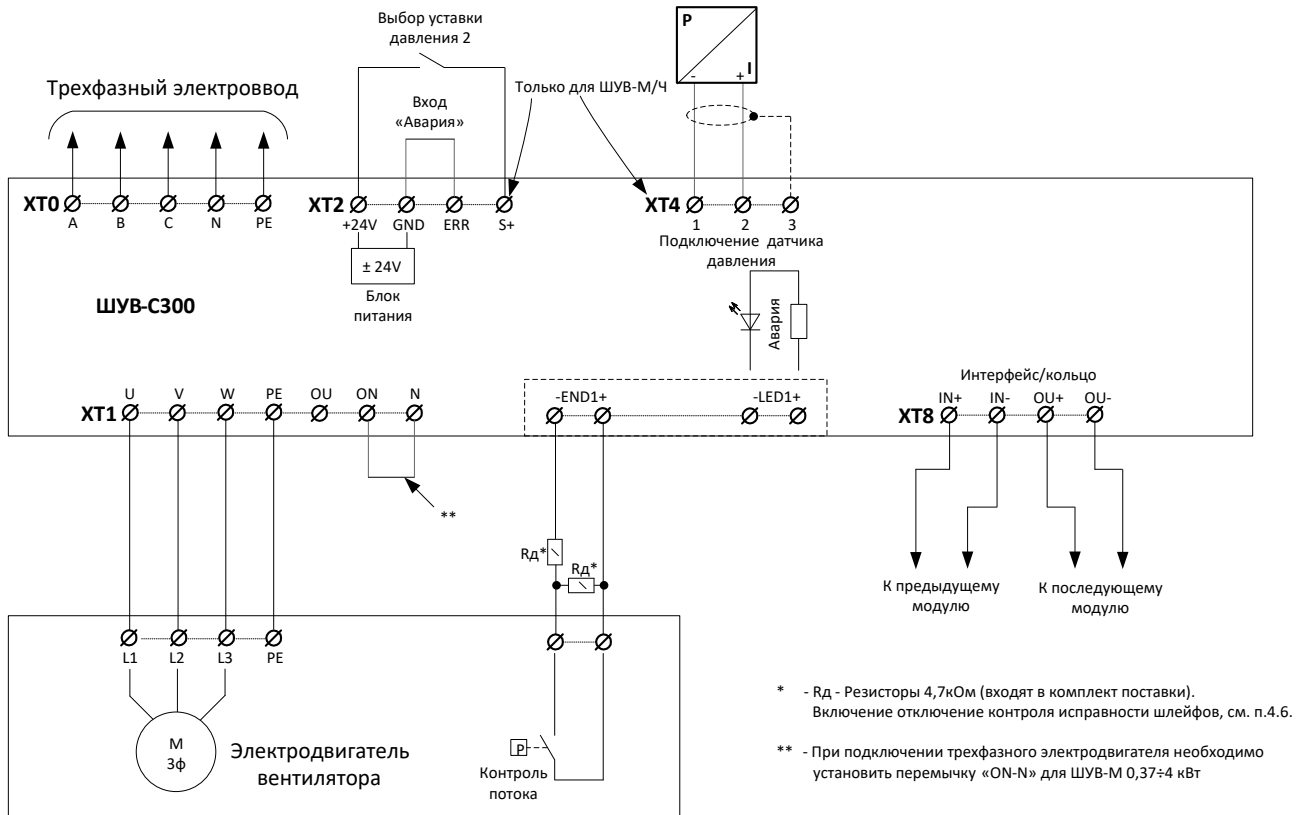 Выбор уставки
давления 2
P
I
- +
Трехфазный электроввод
Вход
«Авария»
Только для ШУВ-М/Ч
XT0
A B C N PE
XT2
+24V GND ERR S+
± 24V
Блок
питания
XT4
1 2 3
Подключение датчика
давления
ШУВ-С300
Авария
U V W PE OU ON N
XT1
-END1+ -LED1+
Интерфейс/кольцо
IN+ IN- OU+ OU-
XT8
**
Rд*
Rд*
К предыдущему
модулю
К последующему
модулю
L1 L2 L3 PE
М
3ф
Электродвигатель
вентилятора
P
Контроль
потока
* - Rд - Резисторы 4,7кОм (входят в комплект поставки).
Включение отключение контроля исправности шлейфов, см. п.4.6.
** - При подключении трехфазного электродвигателя необходимо
установить перемычку «ON-N» для ШУВ-М 0,37÷4 кВт